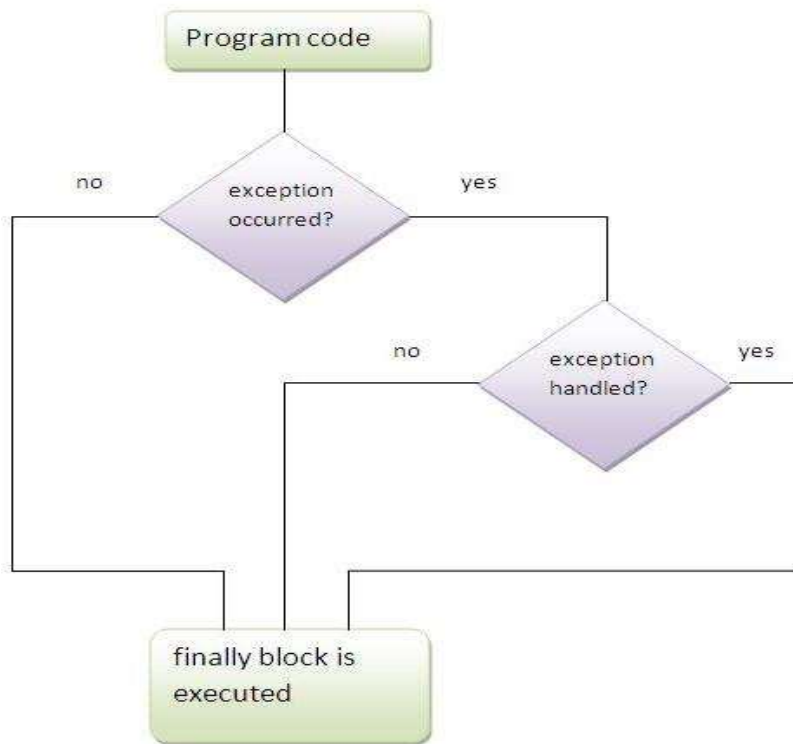 Program code
no
exception
occurred?
yes
no
exception
handled?
yes
finally block is
executed